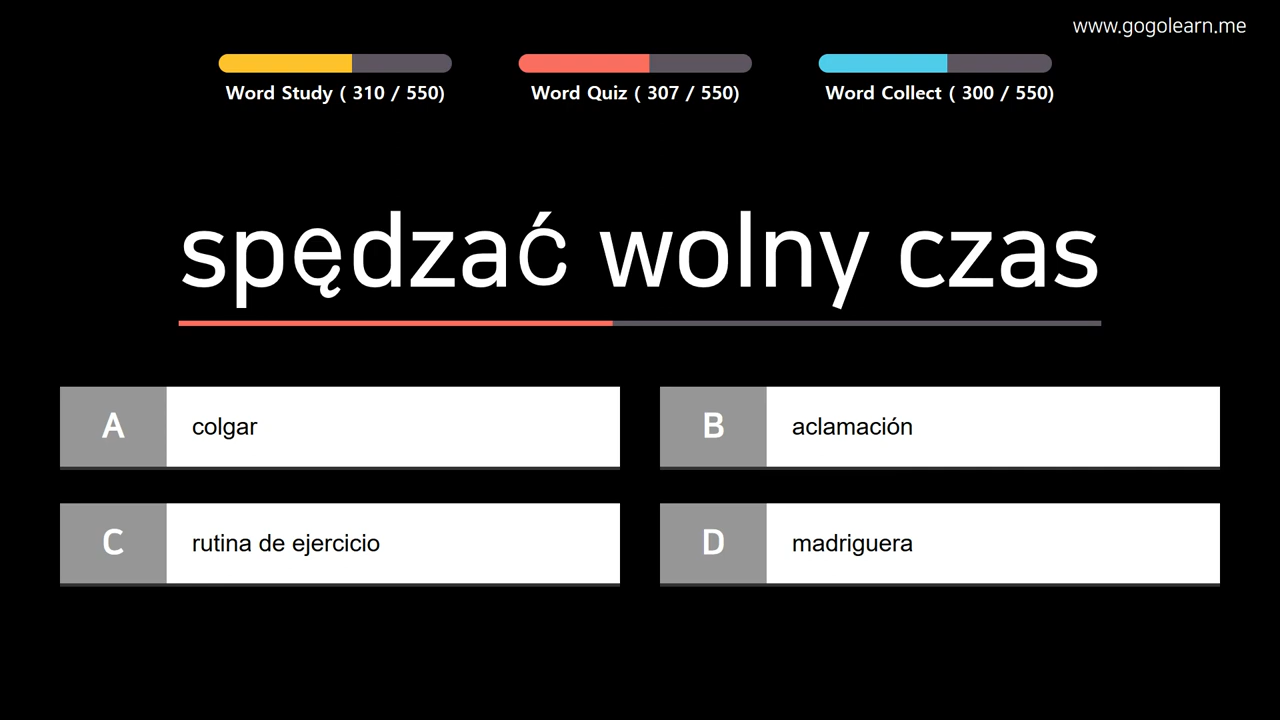 www.gogolearn.me
Word Study ( 310 / 550)
Word Quiz ( 307 / 550)
Word Collect ( 300 / 550)
spędzać wolny czas
A colgar
B aclamación
C rutina de ejercicio
D madriguera